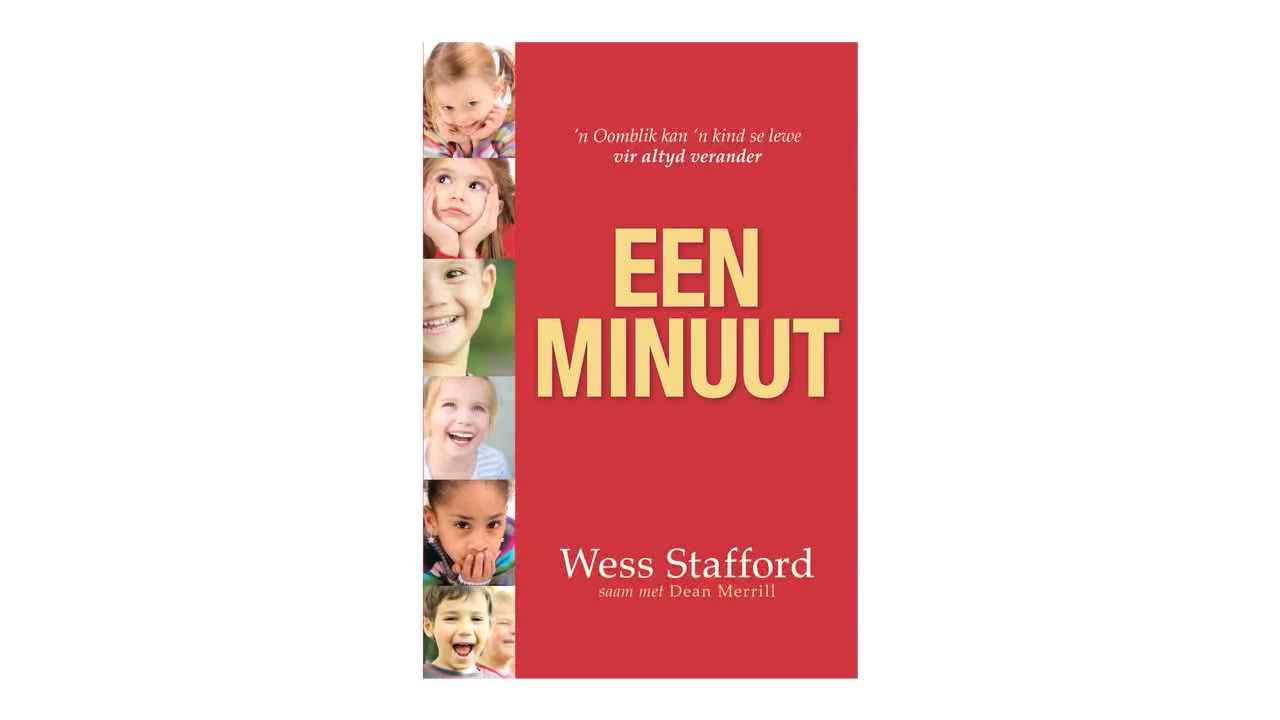 'n Oomblik kan 'n kind se lewe
vir altyd verander
EEN
MINUUT
Wess Stafford
saam met Dean Merrill